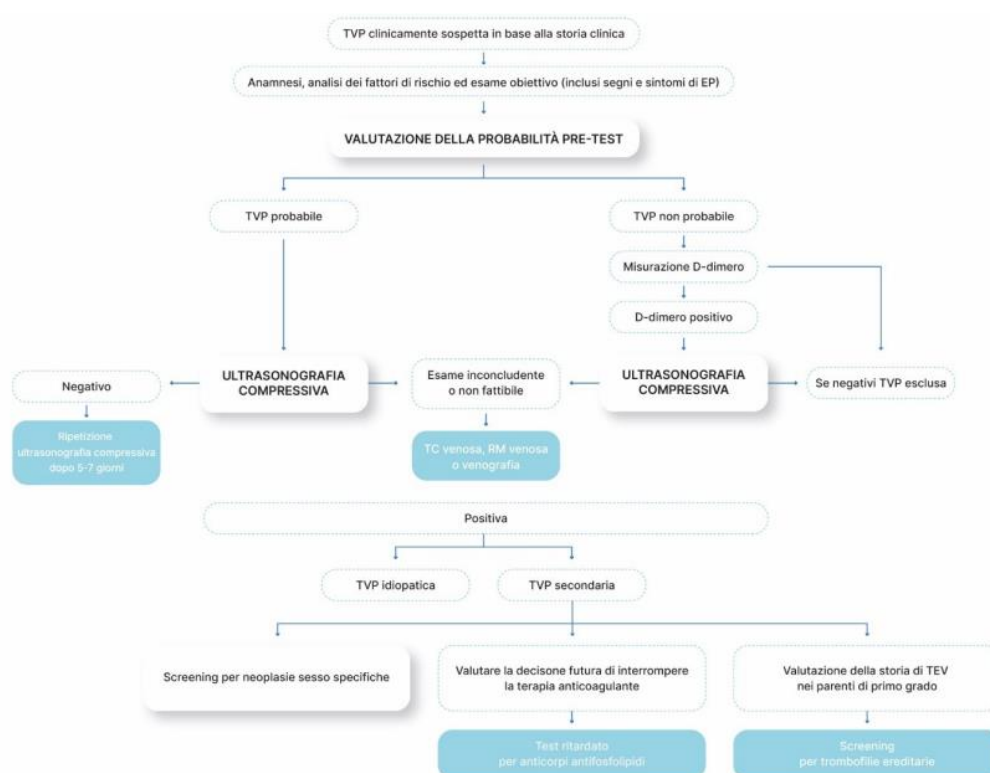 TVP clinicamente sospetta in base alla storia clinica
Anamnesi, analisi dei fattori di rischio ed esame obiettivo (inclusi segni e sintomi di EP)
VALUTAZIONE DELLA PROBABILITÀ PRE-TEST
TVP probabile
TVP non probabile
Misurazione D-dimero
D-dimero positivo
Negativo
ULTRASONOGRAFIA
COMPRESSIVA
Esame inconcludente
o non fattibile
ULTRASONOGRAFIA
COMPRESSIVA
Se negativi TVP esclusa
Ripetizione
ultrasonografia compressiva
dopo 5-7 giorni
TC venosa, RM venosa
o venografia
Positiva
TVP idiopatica
TVP secondaria
Screening per neoplasie sesso specifiche
Valutare la decisone futura di interrompere
la terapia anticoagulante
Valutazione della storia di TEV
nei parenti di primo grado
Test ritardato
per anticorpi antifosfolipidi
Screening
per trombofilie ereditarie